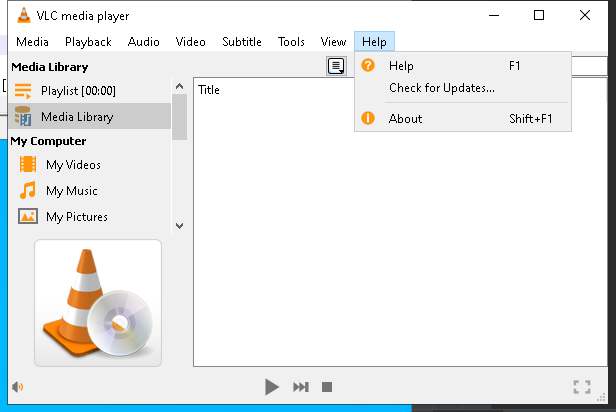 VLC media player
Media Playback Audio Video Subtitle Tools View Help
Media Library
Playlist [00:00]
Media Library
My Computer
My Videos
My Music
My Pictures
Title
Help F1
Check for Updates...
About Shift+F1